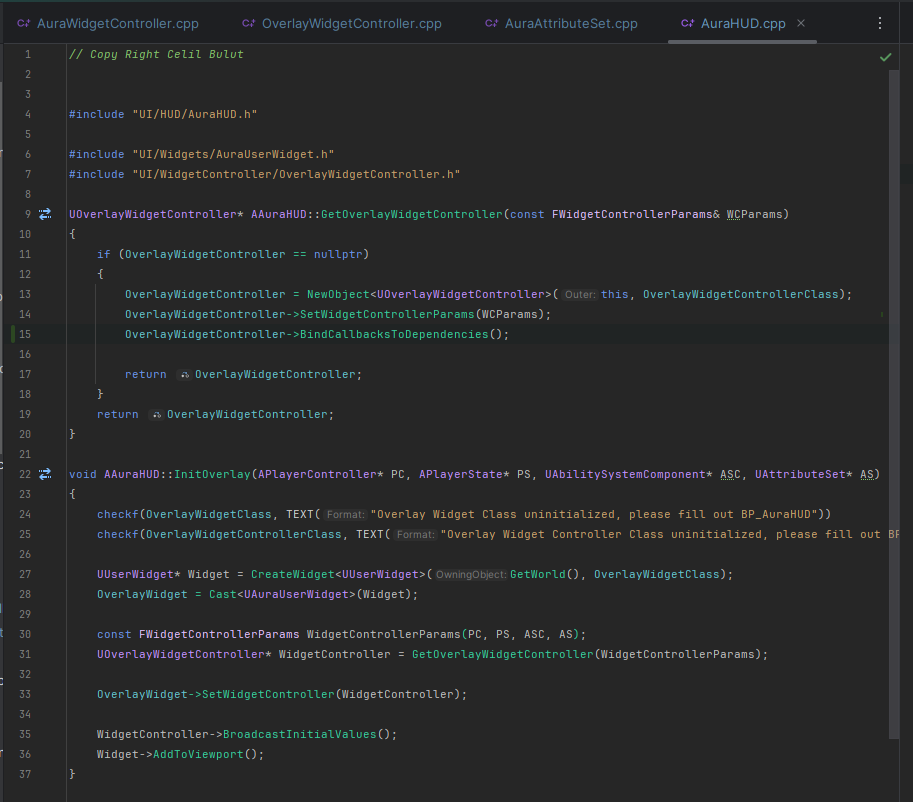 AuraWidgetController.cpp OverlayWidgetController.cpp AuraAttributeSet.cpp AuraHUD.cpp
1 // Copy Right Celil Bulut
2
3
4 #include "UI/HUD/AuraHUD.h"
5
6 #include "UI/Widgets/AuraUserWidget.h"
7 #include "UI/WidgetController/OverlayWidgetController.h"
8
9 UOverlayWidgetController* AAuraHUD::GetOverlayWidgetController(const FWidgetControllerParams& WCParams)
10 {
11 if (OverlayWidgetController == nullptr)
12 {
13 OverlayWidgetController = NewObject<UOverlayWidgetController>( Outer: this, OverlayWidgetControllerClass);
14 OverlayWidgetController->SetWidgetControllerParams(WCParams);
15 OverlayWidgetController->BindCallbacksToDependencies();
16
17 return OverlayWidgetController;
18 }
19 return OverlayWidgetController;
20 }
21
22 void AAuraHUD::InitOverlay(APlayerController* PC, APlayerState* PS, UAbilitySystemComponent* ASC, UAttributeSet* AS)
23 {
24 checkf(OverlayWidgetClass, TEXT( Format: "Overlay Widget Class uninitialized, please fill out BP_AuraHUD"))
25 checkf(OverlayWidgetControllerClass, TEXT( Format: "Overlay Widget Controller Class uninitialized, please fill out BP
26
27 UUserWidget* Widget = CreateWidget<UUserWidget>( OwningObject: GetWorld(), OverlayWidgetClass);
28 OverlayWidget = Cast<UAuraUserWidget>(Widget);
29
30 const FWidgetControllerParams WidgetControllerParams(PC, PS, ASC, AS);
31 UOverlayWidgetController* WidgetController = GetOverlayWidgetController(WidgetControllerParams);
32
33 OverlayWidget->SetWidgetController(WidgetController);
34
35 WidgetController->BroadcastInitialValues();
36 Widget->AddToViewport();
37 }